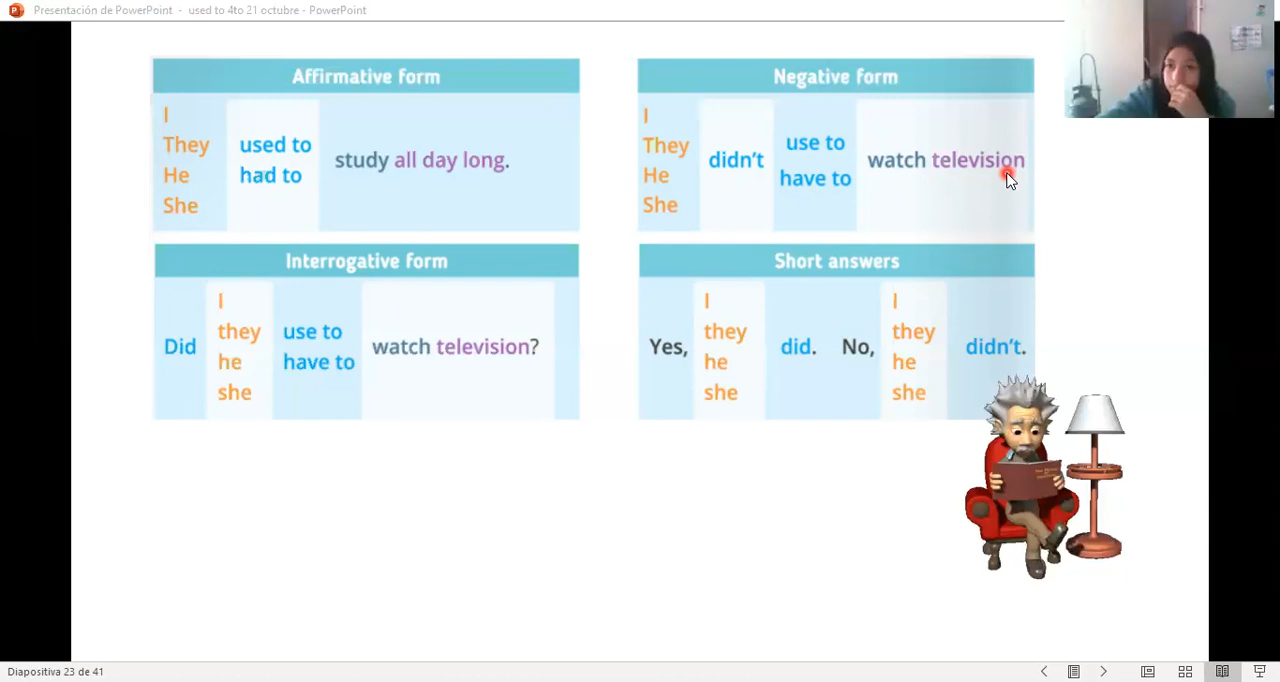 Presentación de PowerPoint - used to 4to 21 octubre - PowerPoint
Affirmative form
I
They
He
She
used to
had to
study all day long.
Negative form
I
They
He
She
didn't
use to
have to
watch television
Interrogative form
Did
I
they
he
she
use to
have to
watch television?
Short answers
Yes,
I
they
he
she
did.
No,
I
they
he
she
didn't.
Diapositiva 23 de 41